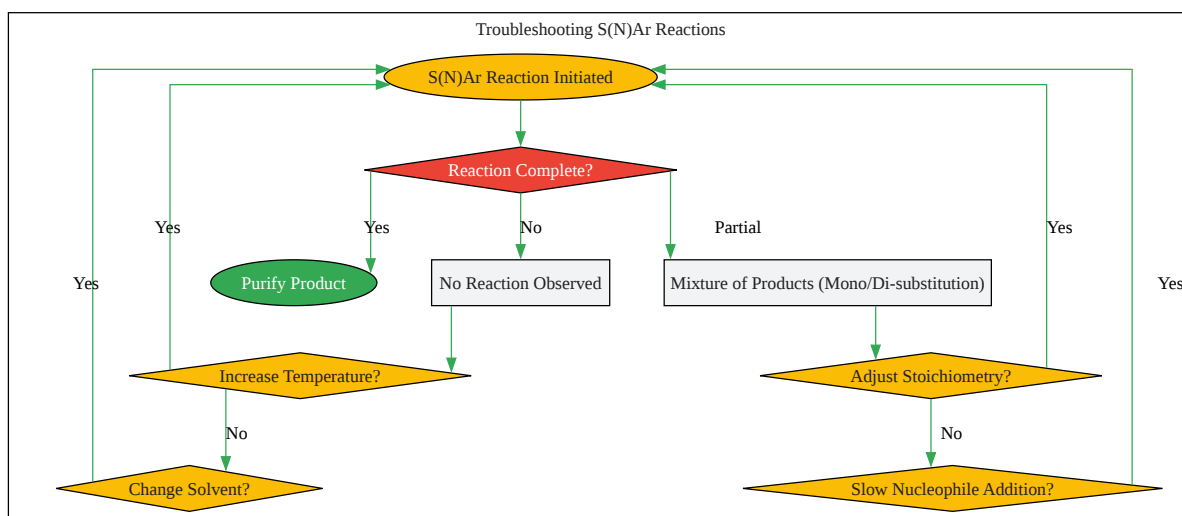 Troubleshooting S(N)Ar Reactions
S(N)Ar Reaction Initiated
Reaction Complete?
Yes
Yes
No
Partial
Yes
Purify Product
No Reaction Observed
Mixture of Products (Mono/Di-substitution)
Yes
Yes
Increase Temperature?
Adjust Stoichiometry?
No
No
Change Solvent?
Slow Nucleophile Addition?